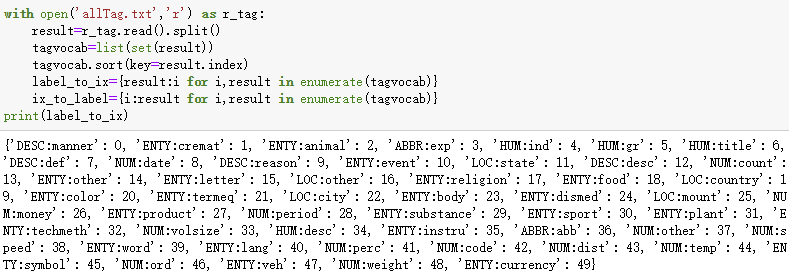 with open('allTag.txt','r') as r_tag:
    result=r_tag.read().split()
    tagvocab=list(set(result))
    tagvocab.sort(key=result.index)
    label_to_ix={result:i for i,result in enumerate(tagvocab)}
    ix_to_label={i:result for i,result in enumerate(tagvocab)}
print(label_to_ix)
{'DESC:manner': 0, 'ENTY:cremat': 1, 'ENTY:animal': 2, 'ABBR:exp': 3, 'HUM:ind': 4, 'HUM:gr': 5, 'HUM:title': 6,
'DESC:def': 7, 'NUM:date': 8, 'DESC:reason': 9, 'ENTY:event': 10, 'LOC:state': 11, 'DESC:desc': 12, 'NUM:count':
13, 'ENTY:other': 14, 'ENTY:letter': 15, 'LOC:other': 16, 'ENTY:religion': 17, 'ENTY:food': 18, 'LOC:country': 1
9, 'ENTY:color': 20, 'ENTY:termeq': 21, 'LOC:city': 22, 'ENTY:body': 23, 'ENTY:dismed': 24, 'LOC:mount': 25, 'NU
M:money': 26, 'ENTY:product': 27, 'NUM:period': 28, 'ENTY:substance': 29, 'ENTY:sport': 30, 'ENTY:plant': 31, 'E
NTY:techmeth': 32, 'NUM:volsize': 33, 'HUM:desc': 34, 'ENTY:instru': 35, 'ABBR:abb': 36, 'NUM:other': 37, 'NUM:s
peed': 38, 'ENTY:word': 39, 'ENTY:lang': 40, 'NUM:perc': 41, 'NUM:code': 42, 'NUM:dist': 43, 'NUM:temp': 44, 'EN
TY:symbol': 45, 'NUM:ord': 46, 'ENTY:veh': 47, 'NUM:weight': 48, 'ENTY:currency': 49}